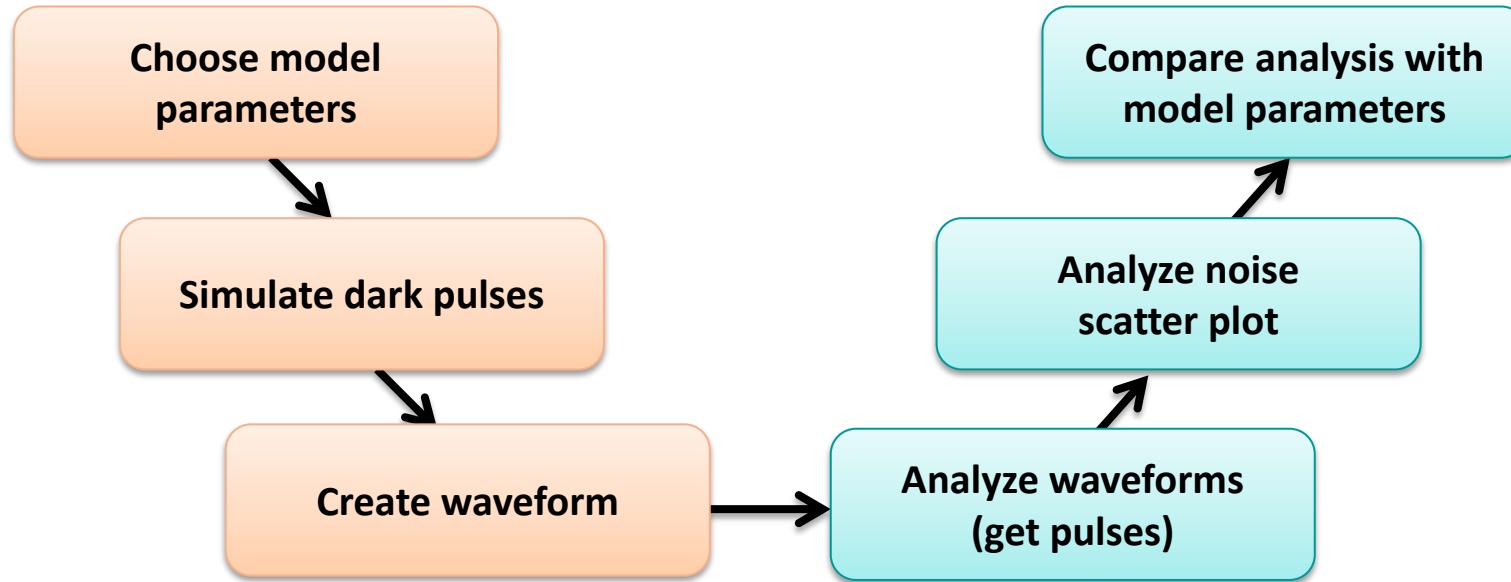 Choose model
parameters
Simulate dark pulses
Create waveform
Analyze waveforms
(get pulses)
Analyze noise
scatter plot
Compare analysis with
model parameters